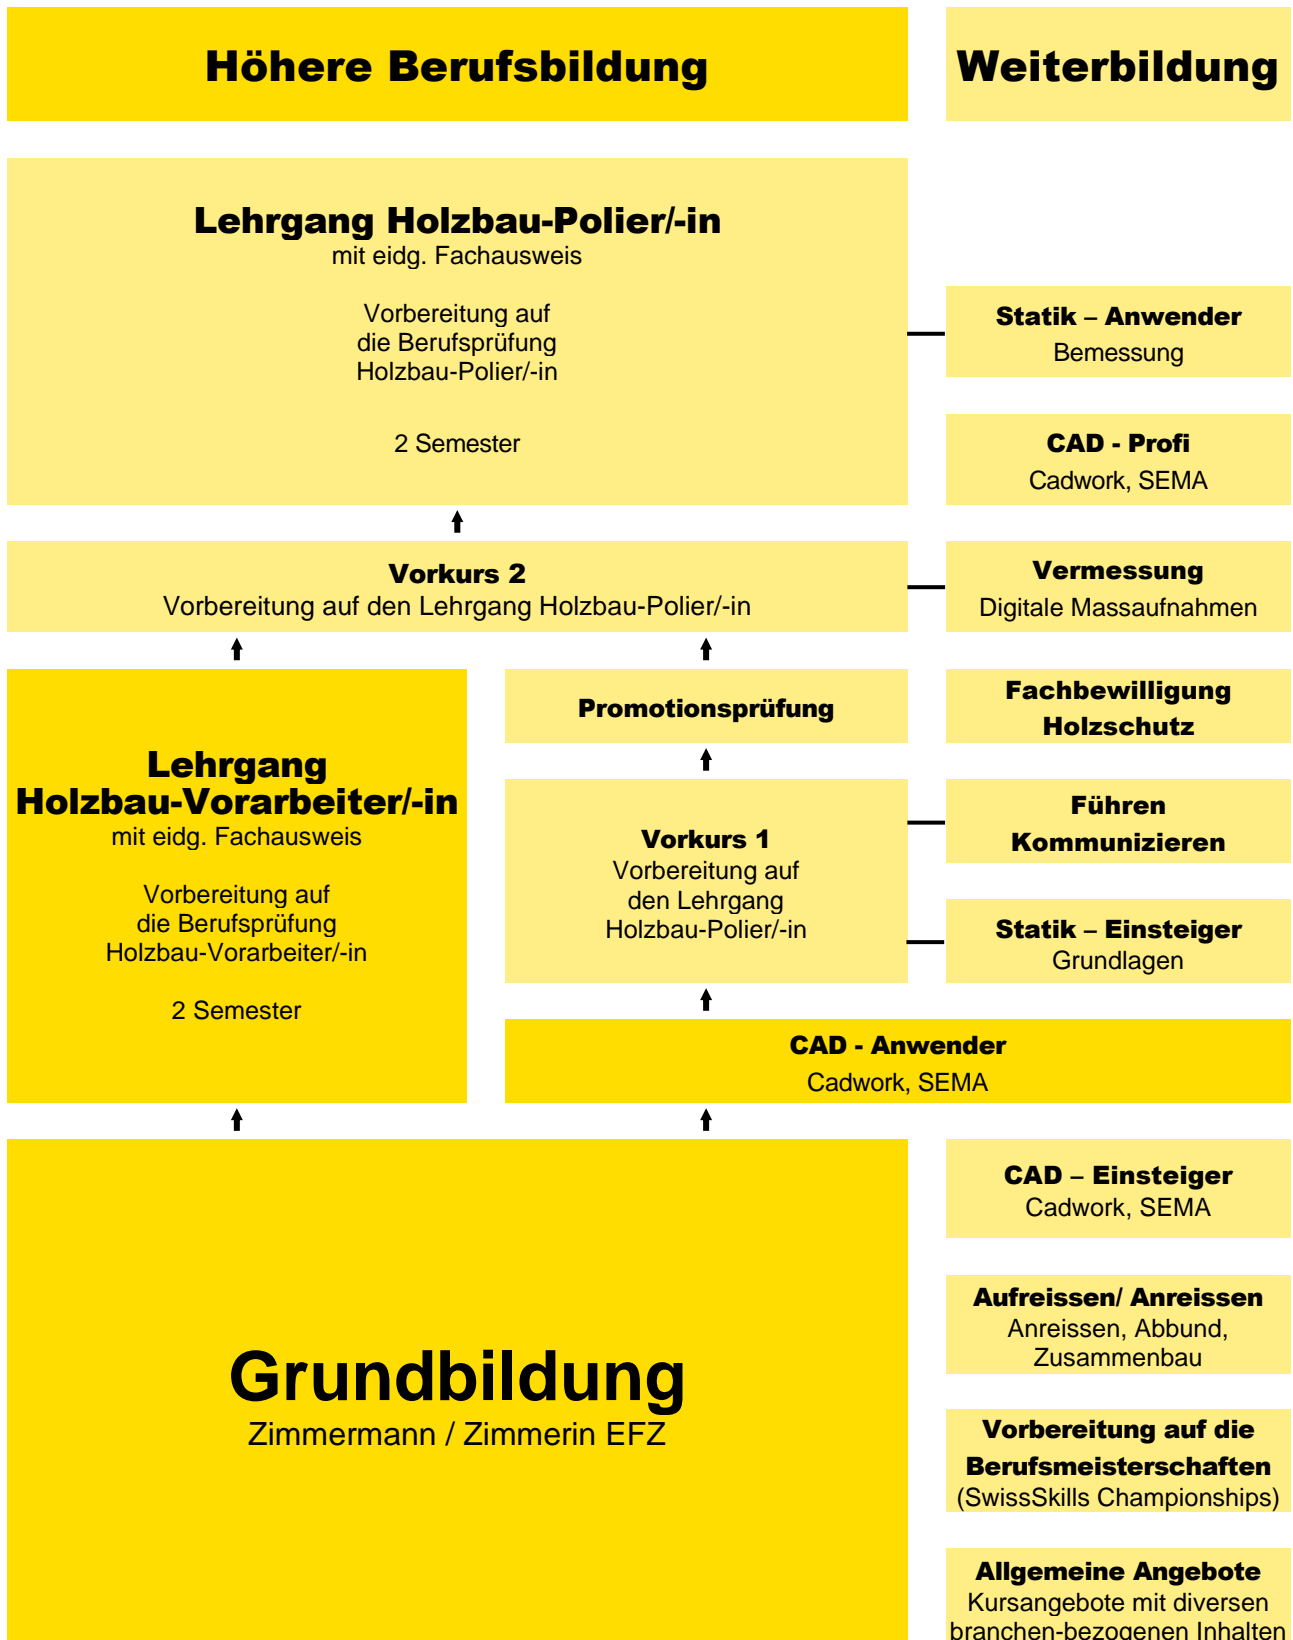 Höhere Berufsbildung
Weiterbildung
Lehrgang Holzbau-Polier/-in
mit eidg. Fachausweis
Vorbereitung auf
die Berufsprüfung
Holzbau-Polier/-in
2 Semester
Statik – Anwender
Bemessung
CAD - Profi
Cadwork, SEMA
Vorkurs 2
Vorbereitung auf den Lehrgang Holzbau-Polier/-in
Vermessung
Digitale Massaufnahmen
Lehrgang
Holzbau-Vorarbeiter/-in
mit eidg. Fachausweis
Vorbereitung auf
die Berufsprüfung
Holzbau-Vorarbeiter/-in
2 Semester
Promotionsprüfung
Fachbewilligung
Holzschutz
Vorkurs 1
Vorbereitung auf
den Lehrgang
Holzbau-Polier/-in
Führen
Kommunizieren
Statik – Einsteiger
Grundlagen
CAD - Anwender
Cadwork, SEMA
Grundbildung
Zimmermann / Zimmerin EFZ
CAD – Einsteiger
Cadwork, SEMA
Aufreissen/ Anreissen
Anreissen, Abbund,
Zusammenbau
Vorbereitung auf die
Berufsmeisterschaften
(SwissSkills Championships)
Allgemeine Angebote
Kursangebote mit diversen
branchen-bezogenen Inhalten